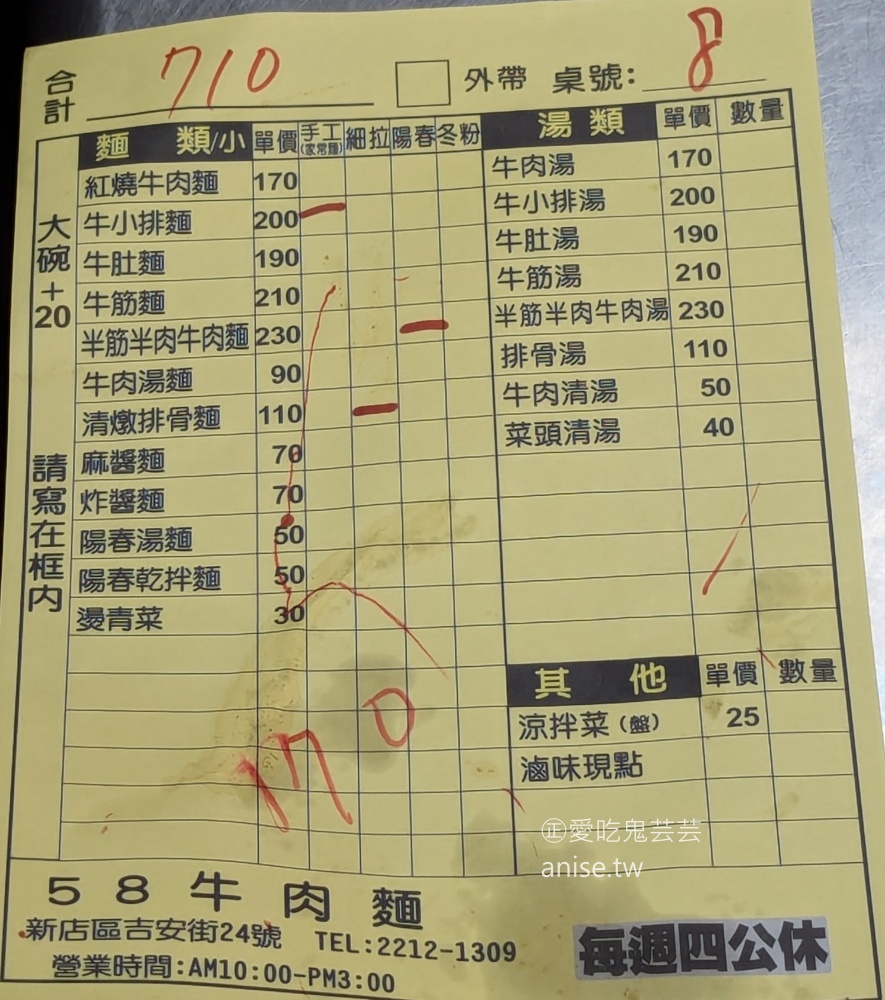 合計 710 外帶 桌號: 8
麵 類/小 單價 手工(家常麵) 細拉 陽春 冬粉
紅燒牛肉麵 170
牛小排麵 200
牛肚麵 190
牛筋麵 210
半筋半肉牛肉麵 230
牛肉湯麵 90
清燉排骨麵 110
麻醬麵 70
炸醬麵 70
陽春湯麵 50
陽春乾拌麵 50
燙青菜 30
大碗+20
請寫在框內
170
湯類 單價 數量
牛肉湯 170
牛小排湯 200
牛肚湯 190
牛筋湯 210
半筋半肉牛肉湯 230
排骨湯 110
牛肉清湯 50
菜頭清湯 40
其 他 單價 數量
涼拌菜(盤) 25
滷味現點
㊣愛吃鬼芸芸
anise.tw
58牛肉麵
新店區吉安街24號 TEL:2212-1309
營業時間:AM10:00-PM3:00
每週四公休